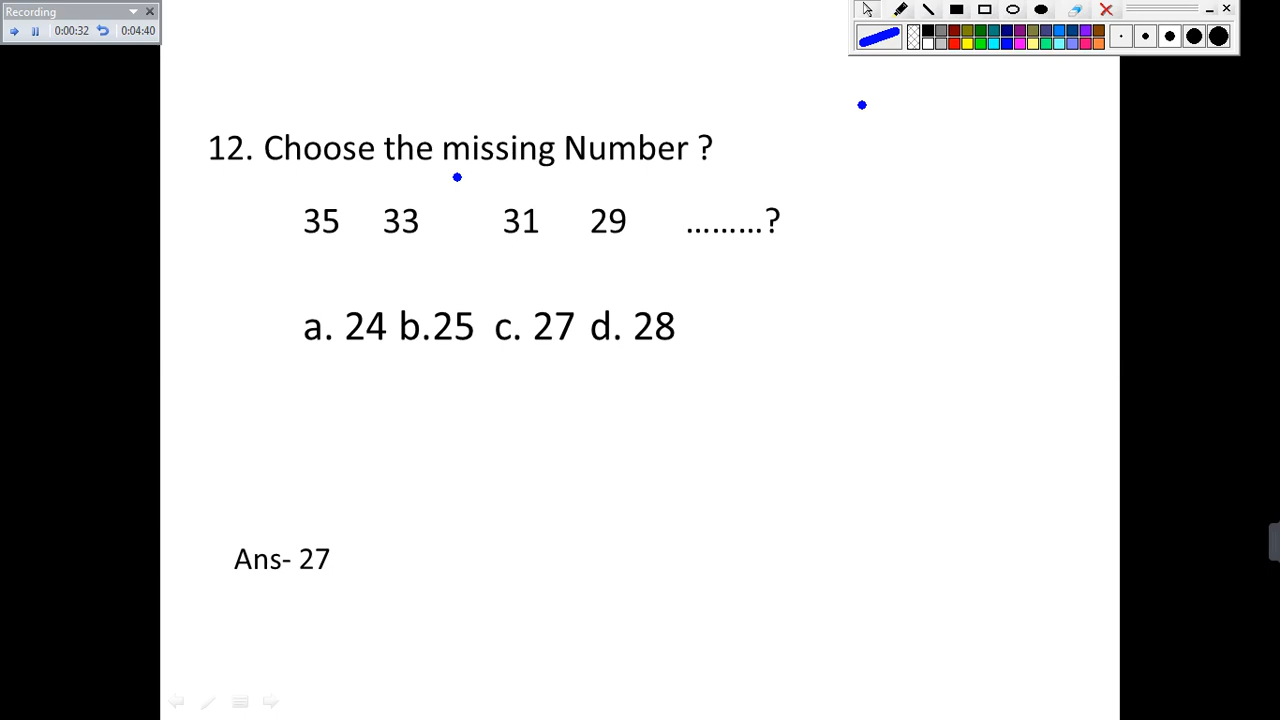 Recording
0:00:32 0:04:40
12. Choose the missing Number ?
35 33 31 29 .........?
a. 24 b.25 c. 27 d. 28
Ans- 27